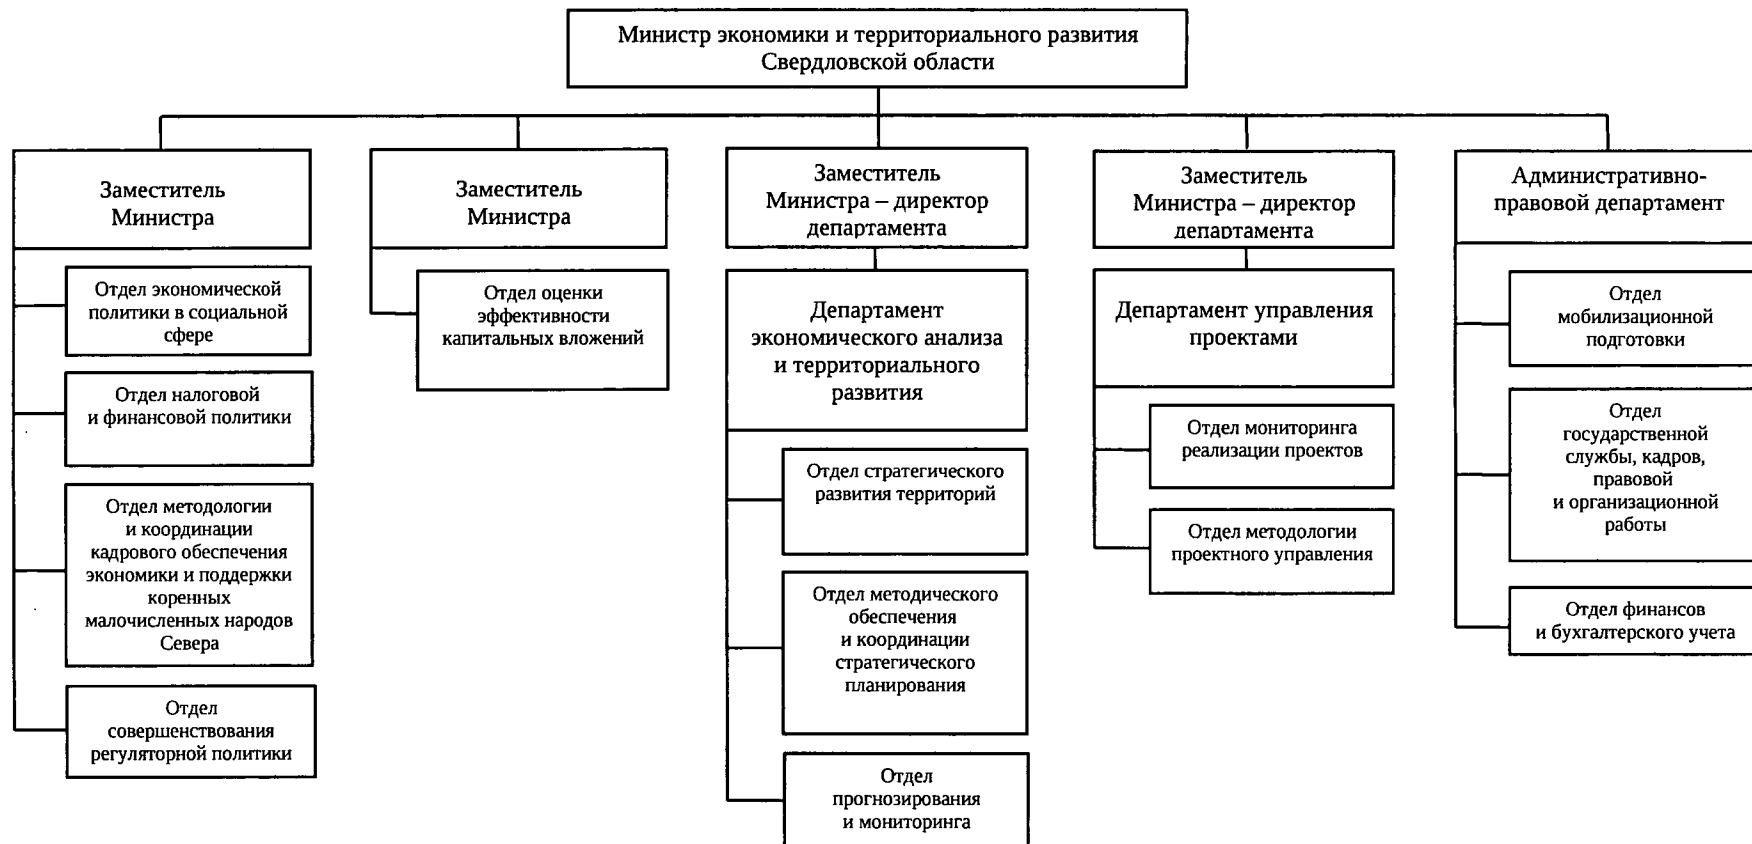 Министр экономики и территориального развития
Свердловской области
Заместитель
Министра
Отдел экономической
политики в социальной
сфере
Отдел налоговой
и финансовой политики
Отдел методологии
и координации
кадрового обеспечения
экономики и поддержки
коренных
малочисленных народов
Севера
Отдел
совершенствования
регуляторной политики
Заместитель
Министра
Отдел оценки
эффективности
капитальных вложений
Заместитель
Министра – директор
департамента
Департамент
экономического анализа
и территориального
развития
Отдел стратегического
развития территорий
Отдел методического
обеспечения
и координации
стратегического
планирования
Отдел
прогнозирования
и мониторинга
Заместитель
Министра – директор
департамента
Департамент управления
проектами
Отдел мониторинга
реализации проектов
Отдел методологии
проектного управления
Административно-
правовой департамент
Отдел
мобилизационной
подготовки
Отдел
государственной
службы, кадров,
правовой
и организационной
работы
Отдел финансов
и бухгалтерского учета